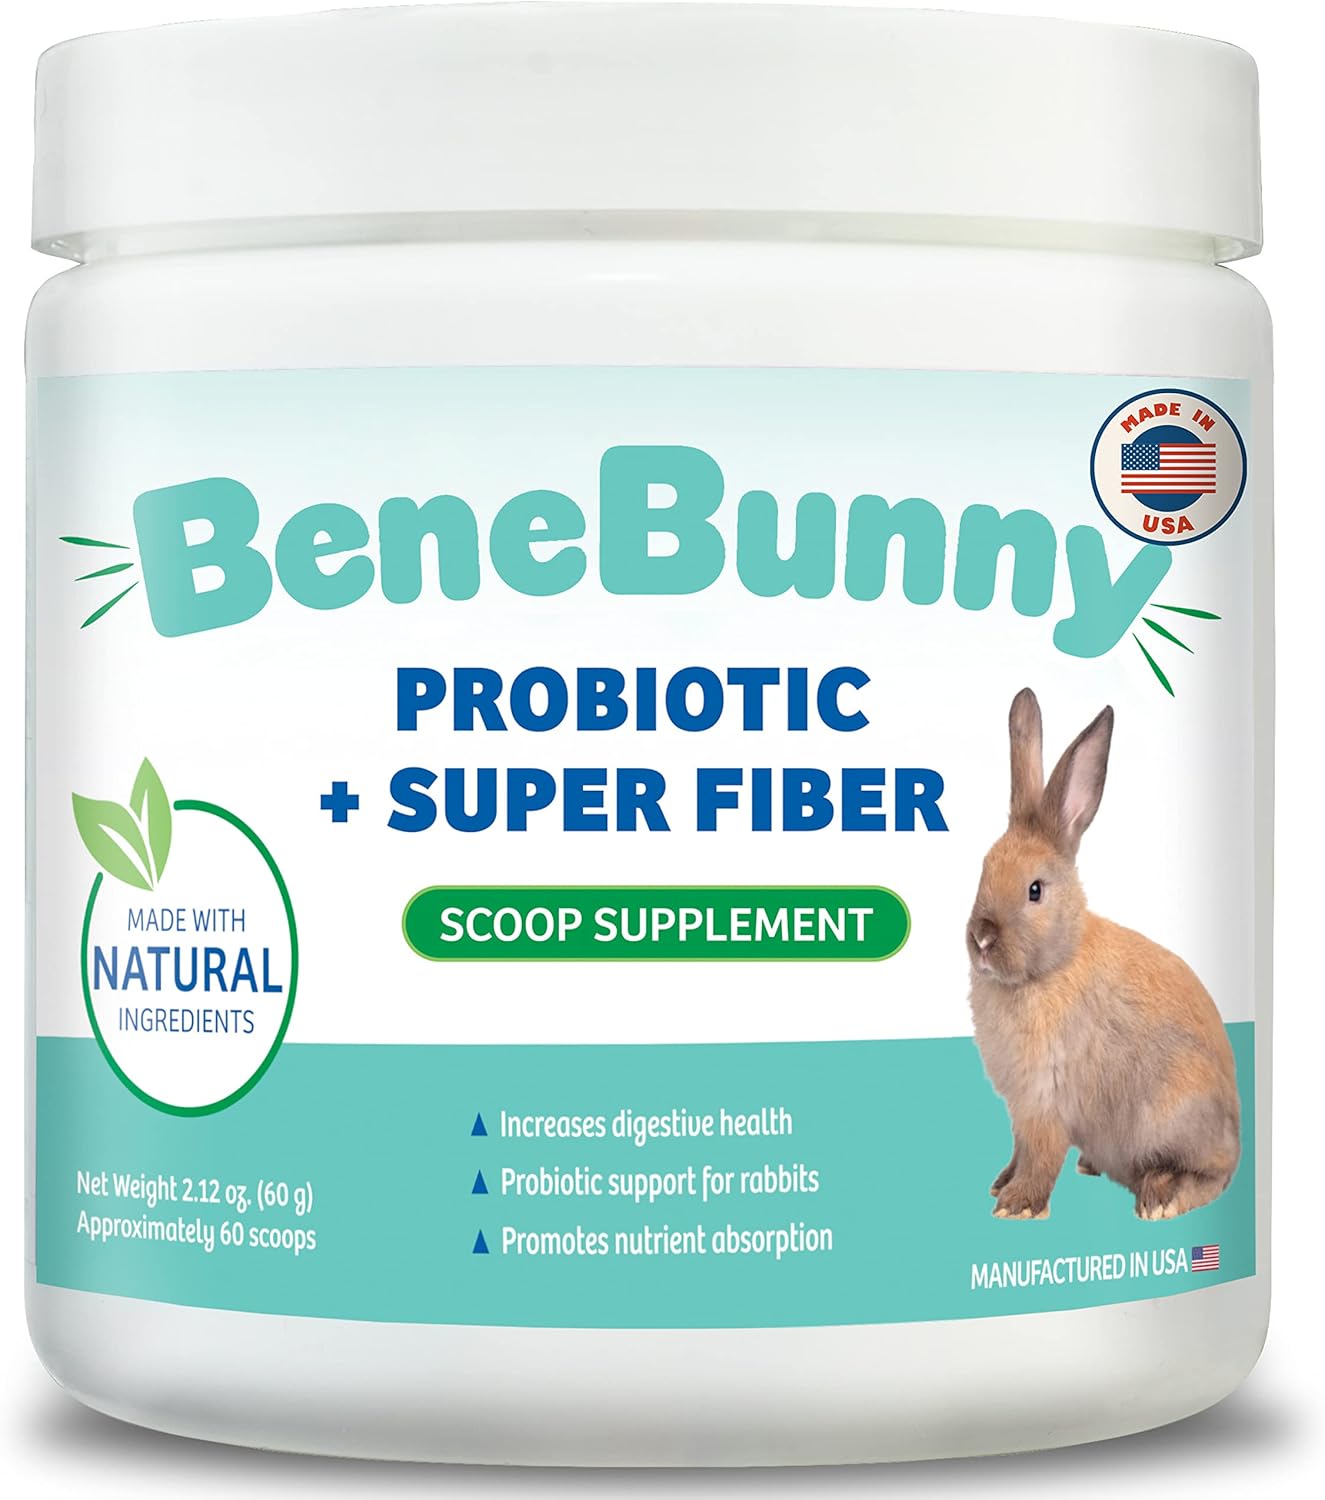 MADE IN
USA
BeneBunny
PROBIOTIC
+ SUPER FIBER
SCOOP SUPPLEMENT
MADE WITH
NATURAL
INGREDIENTS
Increases digestive health
Probiotic support for rabbits
Promotes nutrient absorption
Net Weight 2.12 oz. (60 g)
Approximately 60 scoops
MANUFACTURED IN USA